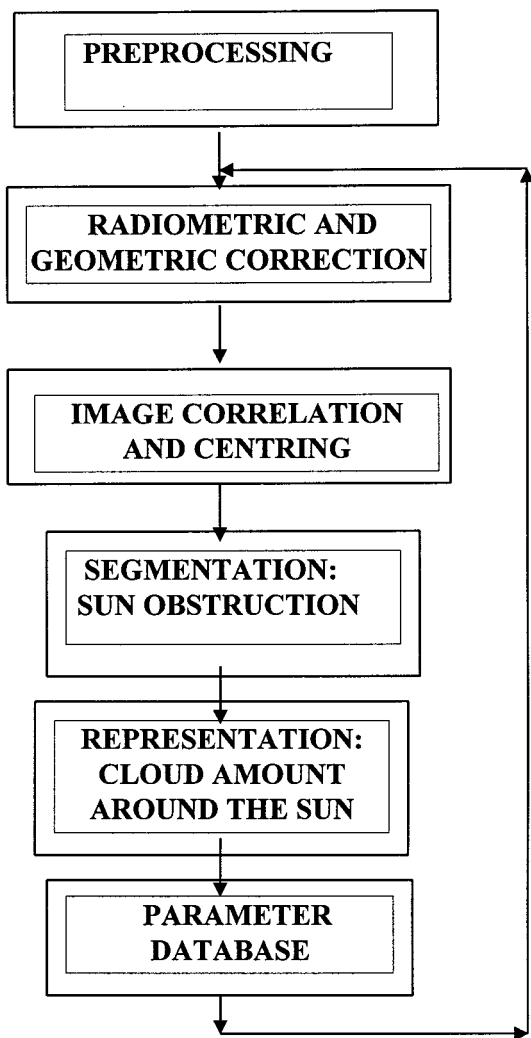 PREPROCESSING
RADIOMETRIC AND
GEOMETRIC CORRECTION
IMAGE CORRELATION
AND CENTRING
SEGMENTATION:
SUN OBSTRUCTION
REPRESENTATION:
CLOUD AMOUNT
AROUND THE SUN
PARAMETER
DATABASE